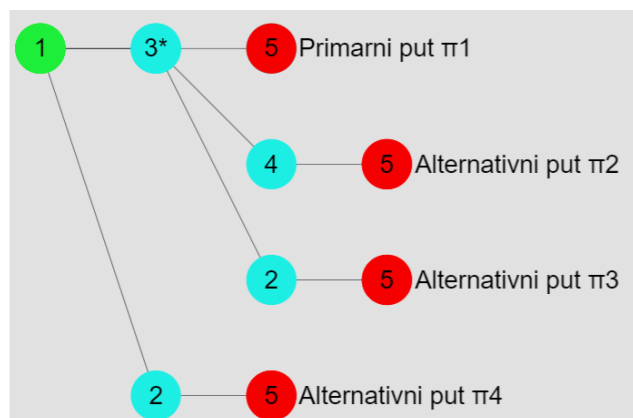 1 3* 5 Primarni put π1
4 5 Alternativni put π2
2 5 Alternativni put π3
2 5 Alternativni put π4